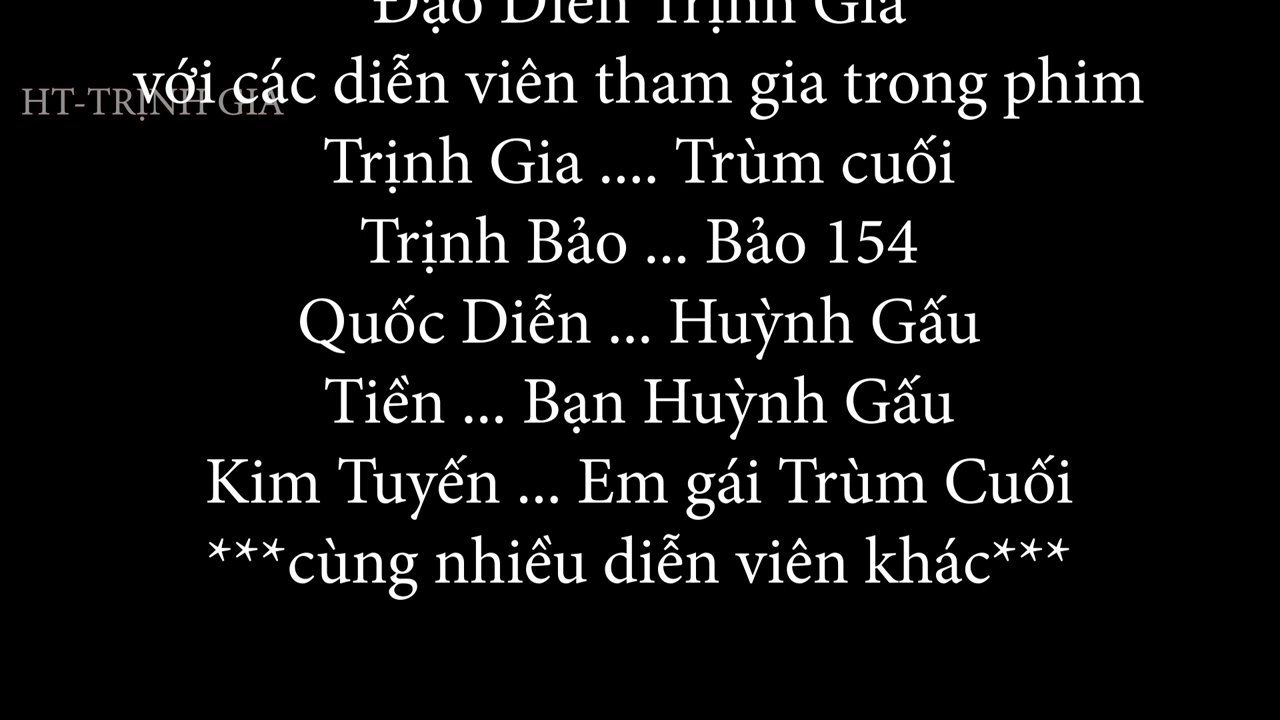 Đạo Diễn Trịnh Gia
với các diễn viên tham gia trong phim
HT-TRỊNH GIA
Trịnh Gia .... Trùm cuối
Trịnh Bảo ... Bảo 154
Quốc Diễn ... Huỳnh Gấu
Tiền ... Bạn Huỳnh Gấu
Kim Tuyến ... Em gái Trùm Cuối
***cùng nhiều diễn viên khác***